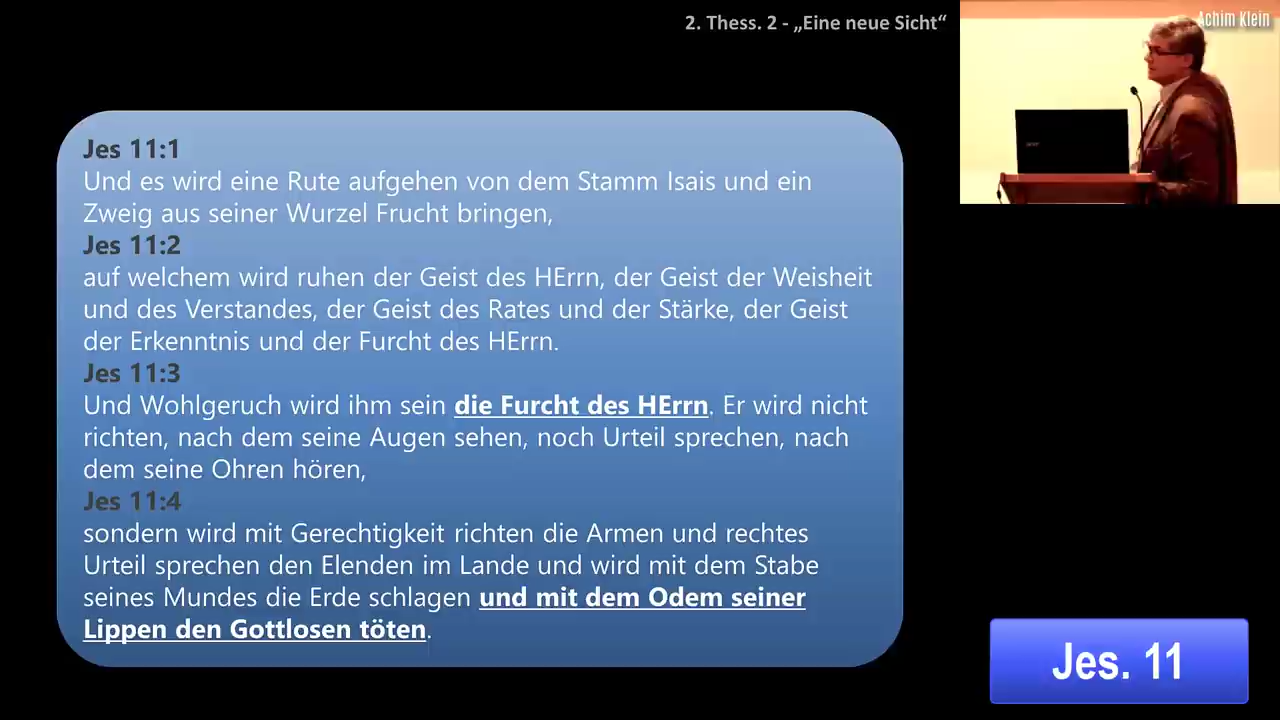 2. Thess. 2 - „Eine neue Sicht“
Achim Klein
Jes 11:1
Und es wird eine Rute aufgehen von dem Stamm Isais und ein
Zweig aus seiner Wurzel Frucht bringen,
Jes 11:2
auf welchem wird ruhen der Geist des HErrn, der Geist der Weisheit
und des Verstandes, der Geist des Rates und der Stärke, der Geist
der Erkenntnis und der Furcht des HErrn.
Jes 11:3
Und Wohlgeruch wird ihm sein die Furcht des HErrn. Er wird nicht
richten, nach dem seine Augen sehen, noch Urteil sprechen, nach
dem seine Ohren hören,
Jes 11:4
sondern wird mit Gerechtigkeit richten die Armen und rechtes
Urteil sprechen den Elenden im Lande und wird mit dem Stabe
seines Mundes die Erde schlagen und mit dem Odem seiner
Lippen den Gottlosen töten.
Jes. 11